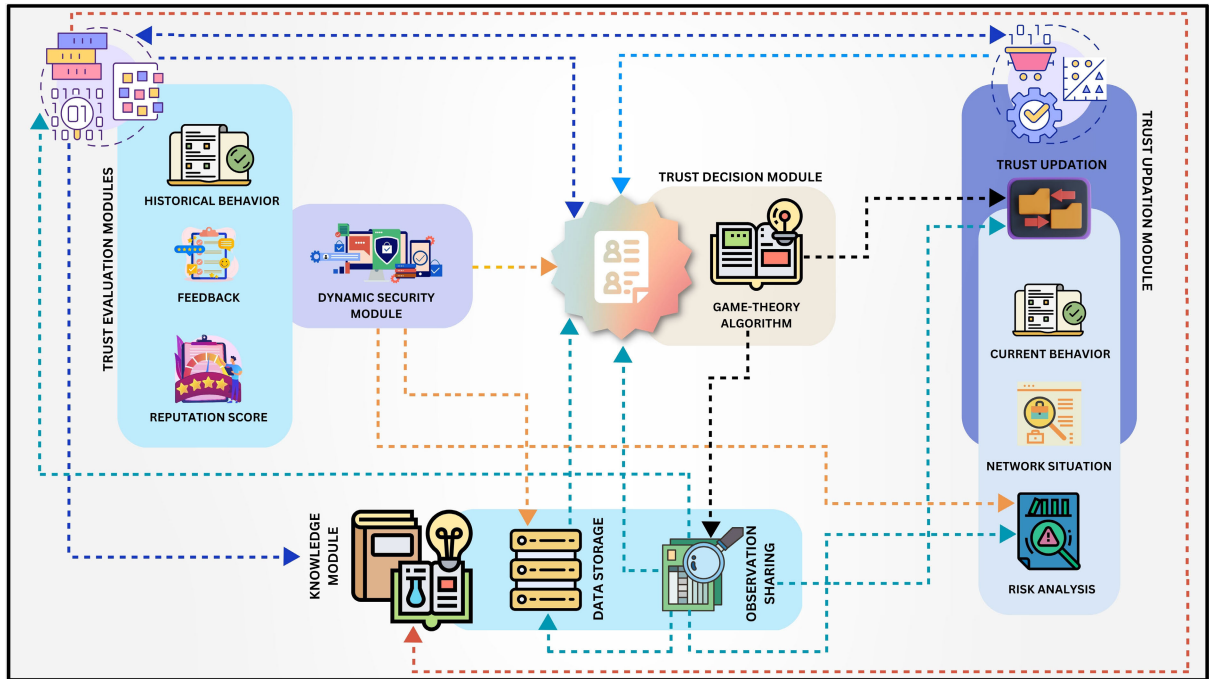 TRUST EVALUATION MODULES
HISTORICAL BEHAVIOR
FEEDBACK
REPUTATION SCORE
DYNAMIC SECURITY
MODULE
TRUST DECISION MODULE
GAME-THEORY
ALGORITHM
TRUST UPDATION
TRUST UPDATION MODULE
CURRENT BEHAVIOR
NETWORK SITUATION
RISK ANALYSIS
KNOWLEDGE
MODULE
DATA STORAGE
OBSERVATION
SHARING
01